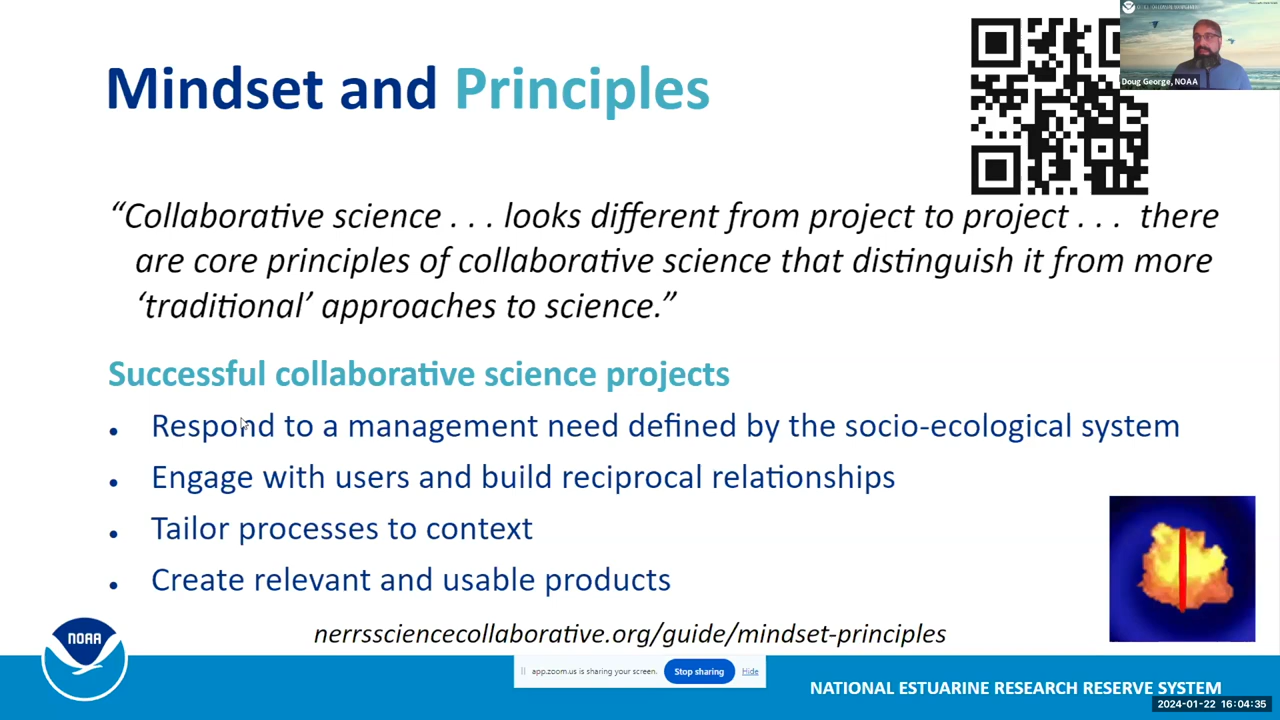 Mindset and Principles
Doug George, NOAA
“Collaborative science . . . looks different from project to project . . . there
are core principles of collaborative science that distinguish it from more
‘traditional’ approaches to science.”
Successful collaborative science projects
• Respond to a management need defined by the socio-ecological system
• Engage with users and build reciprocal relationships
• Tailor processes to context
• Create relevant and usable products
nerrssciencecollaborative.org/guide/mindset-principles
NOAA
app.zoom.us is sharing your screen. Stop sharing Hide
NATIONAL ESTUARINE RESEARCH RESERVE SYSTEM
2024-01-22 16:04:35